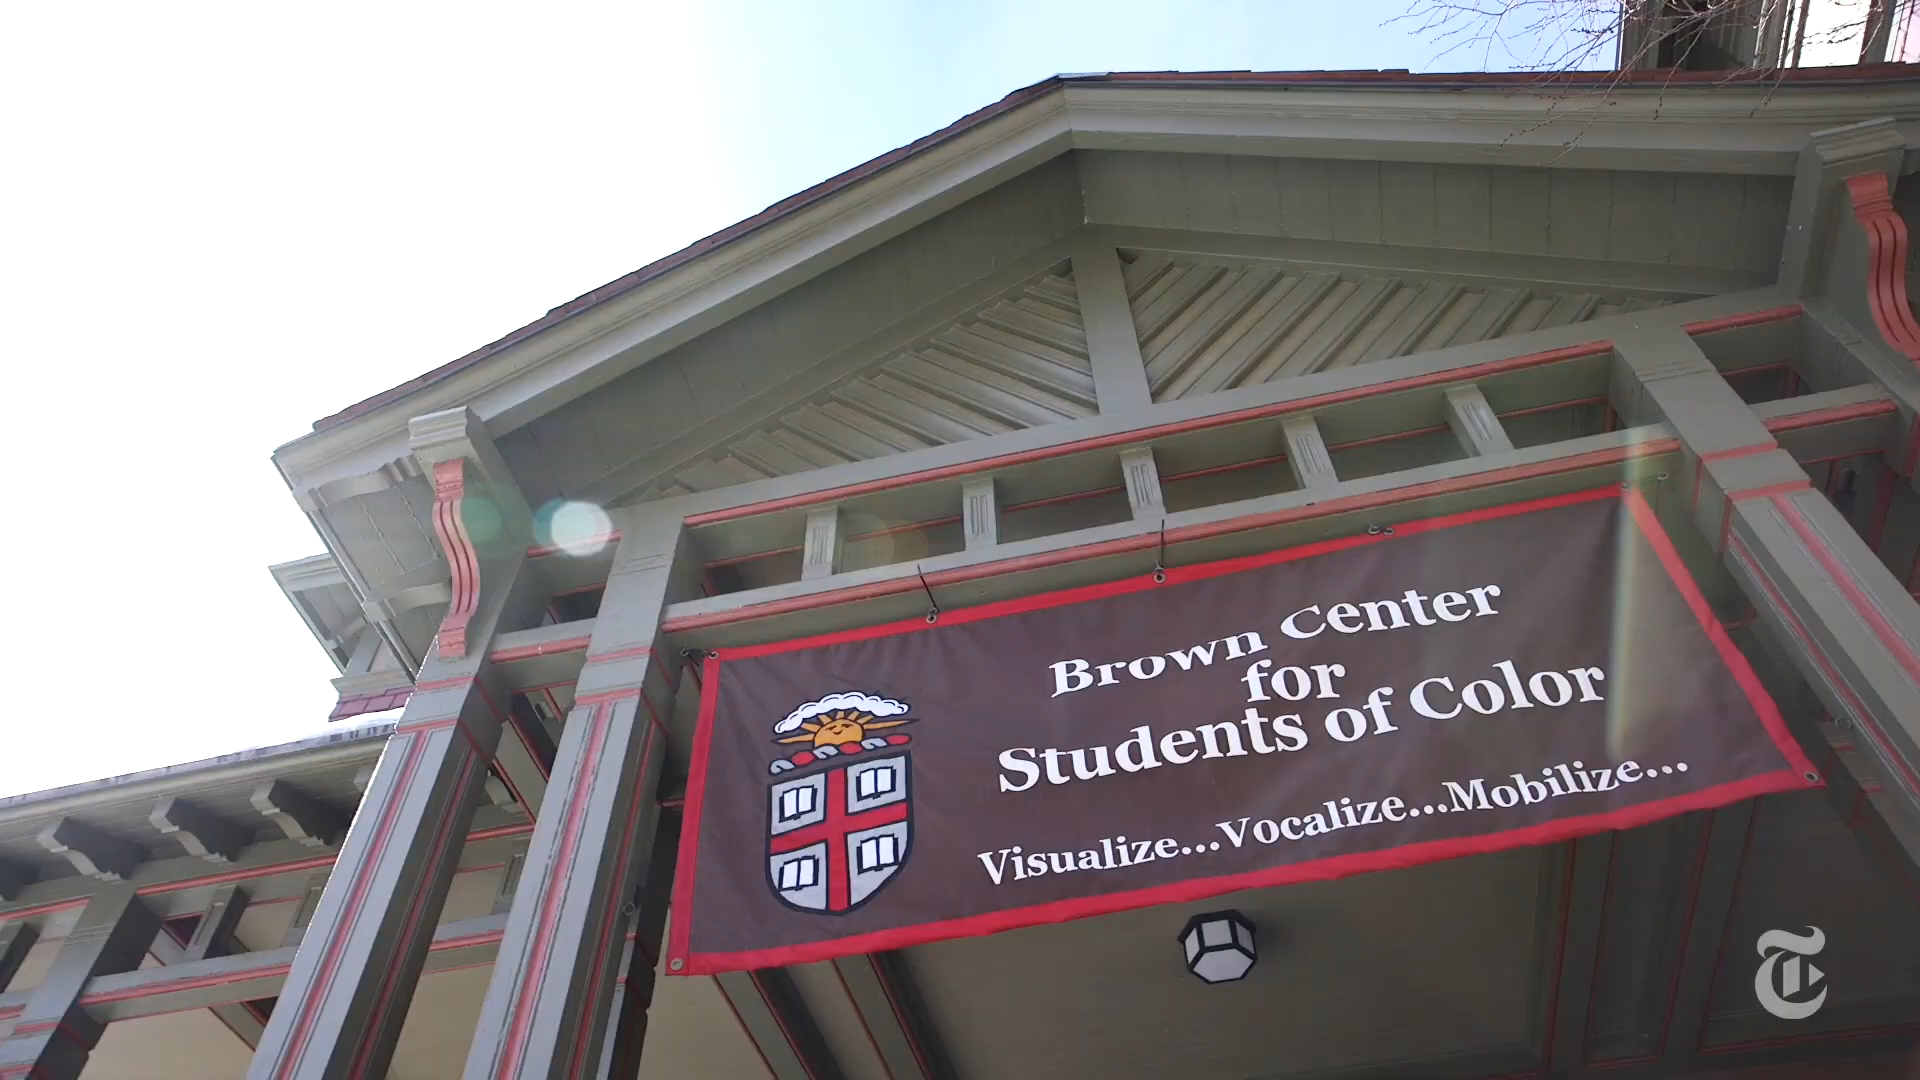 Brown Center
for
Students of Color
Visualize...Vocalize...Mobilize...
T